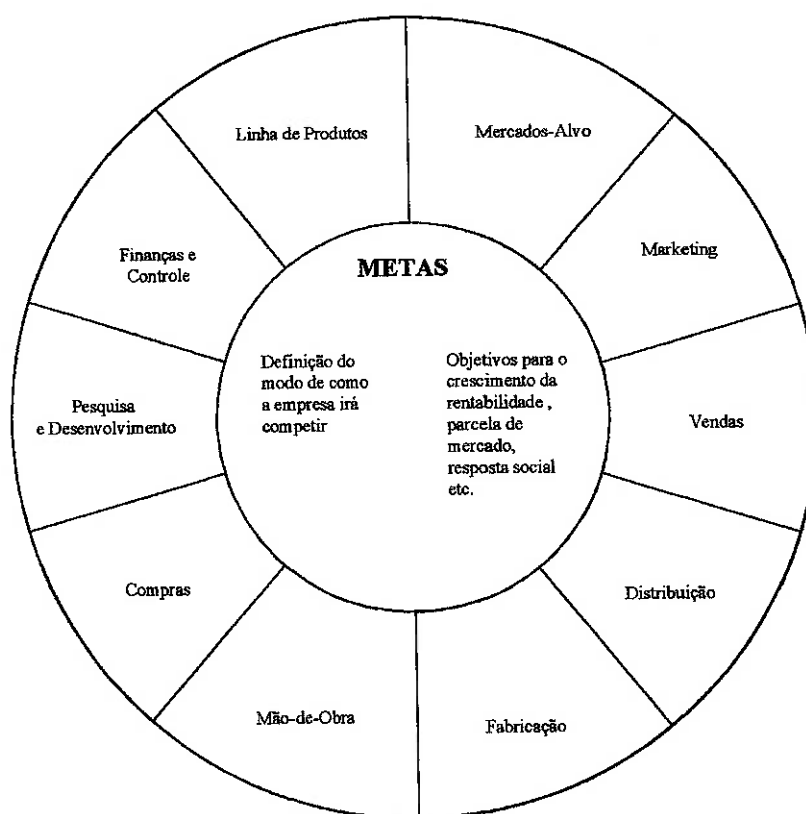 Linha de Produtos
Mercados-Alvo
Marketing
Vendas
Distribuição
Fabricação
Mão-de-Obra
Compras
Pesquisa
e Desenvolvimento
Finanças e
Controle
METAS
Definição do
modo de como
a empresa irá
competir
Objetivos para o
crescimento da
rentabilidade ,
parcela de
mercado,
resposta social
etc.